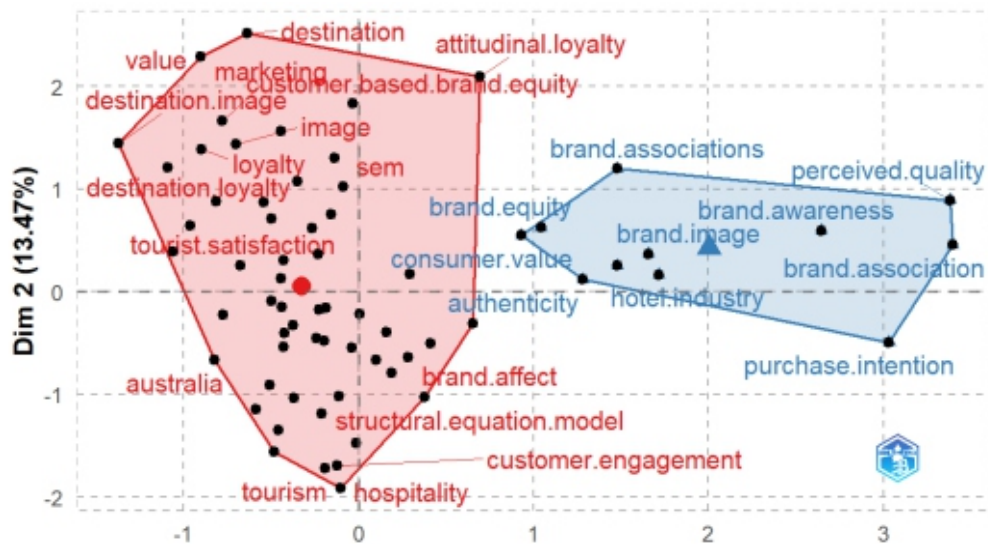 destination
attitudinal.loyalty
value
marketing
customer.based.brand.equity
destination.image
image
loyalty
sem
destination.loyalty
tourist.satisfaction
australia
brand.affect
structural.equation.model
customer.engagement
tourism
hospitality
brand.associations
perceived.quality
brand.equity
brand.awareness
brand.image
consumer.value
brand.association
authenticity
hotel.industry
purchase.intention
Dim 2 (13.47%)
2
1
0
-1
-2
-1
0
1
2
3